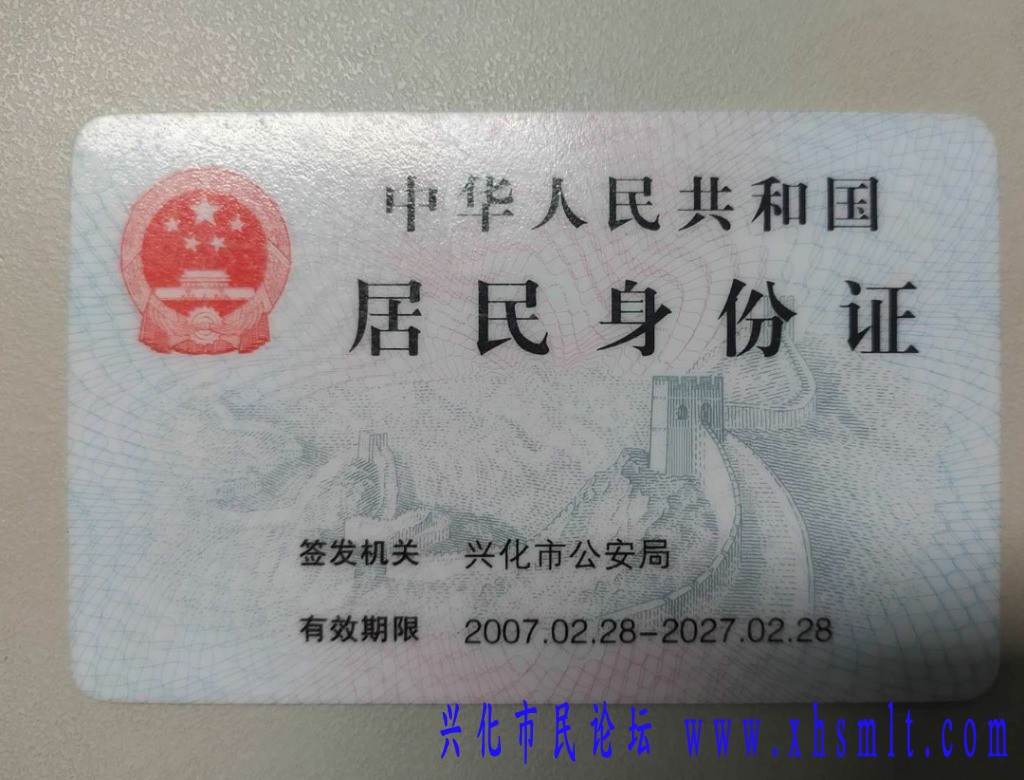 中华人民共和国
居民身份证
签发机关 兴化市公安局
有效期限 2007.02.28-2027.02.28
兴化市民论坛 www.xhsmlt.com